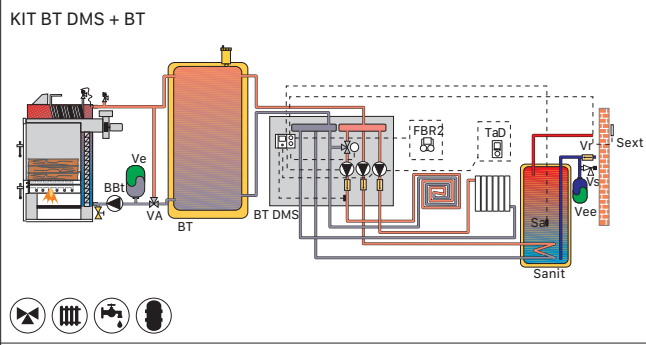 KIT BT DMS + BT
FBR2
TaD
Vr
Sext
Ve
BBt
VA
BT
BT DMS
Sa
Vs
Vee
Sanit